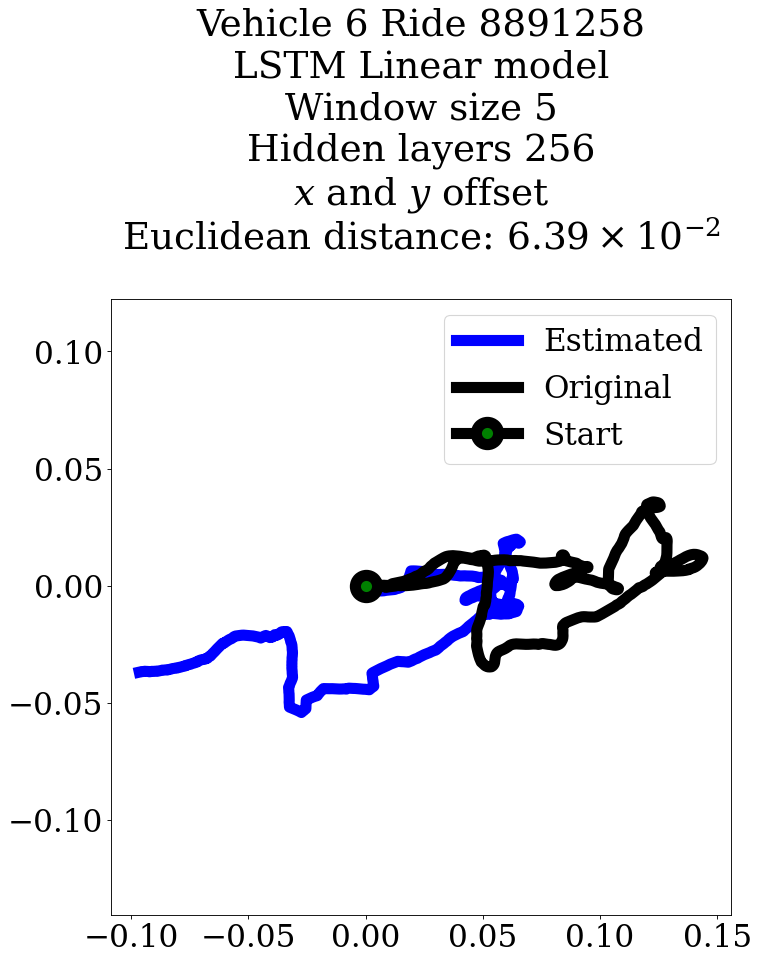 Vehicle 6 Ride 8891258
LSTM Linear model
Window size 5
Hidden layers 256
x and y offset
Euclidean distance: 6.39 × 10⁻²
Estimated
Original
Start
0.10
0.05
0.00
−0.05
−0.10
−0.10 −0.05 0.00 0.05 0.10 0.15